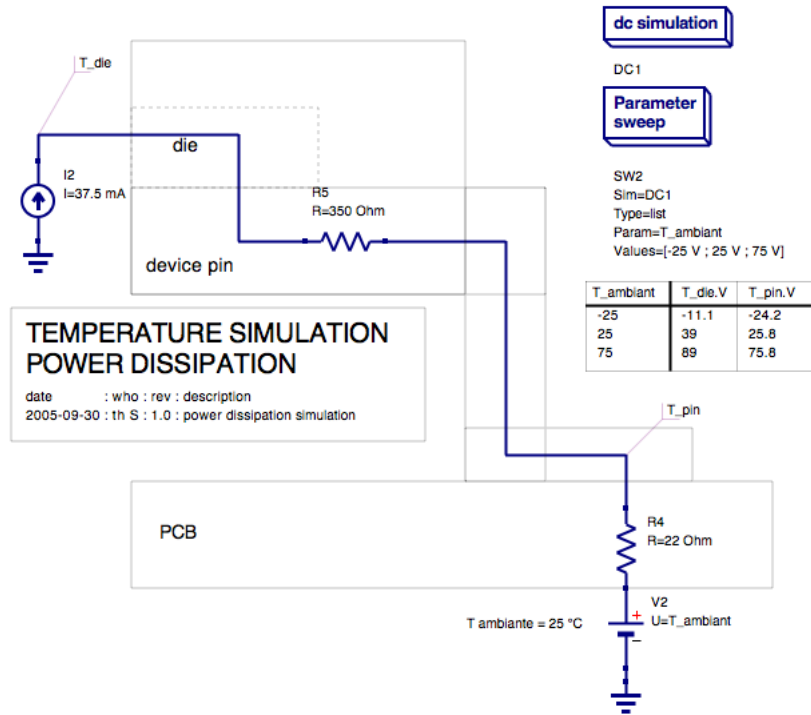 dc simulation
DC1
Parameter
sweep
SW2
Sim=DC1
Type=list
Param=T_ambiant
Values=[-25 V ; 25 V ; 75 V]
T_ambiant T_die.V T_pin.V
-25 -11.1 -24.2
25 39 25.8
75 89 75.8
T_die
die
I2
I=37.5 mA
R5
R=350 Ohm
device pin
TEMPERATURE SIMULATION
POWER DISSIPATION
date : who : rev : description
2005-09-30 : th S : 1.0 : power dissipation simulation
T_pin
PCB
R4
R=22 Ohm
T ambiante = 25 °C
+
V2
U=T_ambiant
−